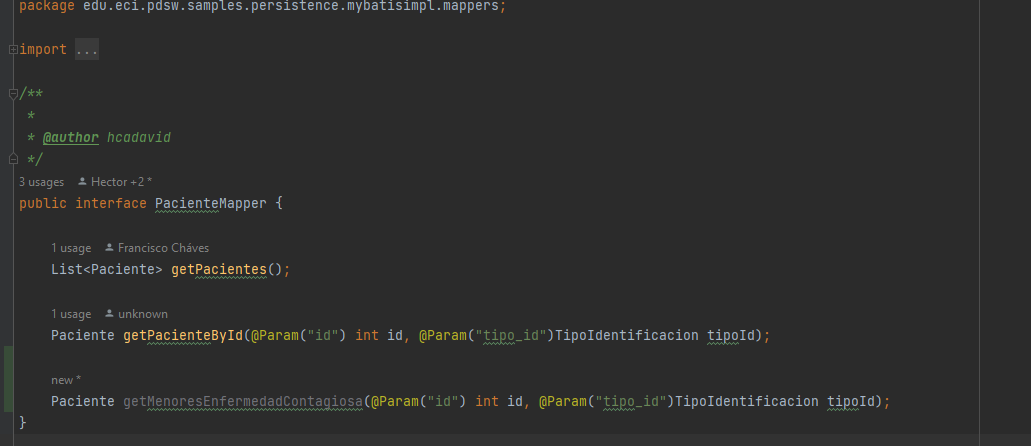 package edu.eci.pdsw.samples.persistence.mybatisimpl.mappers;
import ...
/**
*
* @author hcadavid
*/
3 usages Hector +2 *
public interface PacienteMapper {
1 usage Francisco Cháves
List<Paciente> getPacientes();
1 usage unknown
Paciente getPacienteById(@Param("id") int id, @Param("tipo_id")TipoIdentificacion tipoId);
new *
Paciente getMenoresEnfermedadContagiosa(@Param("id") int id, @Param("tipo_id")TipoIdentificacion tipoId);
}